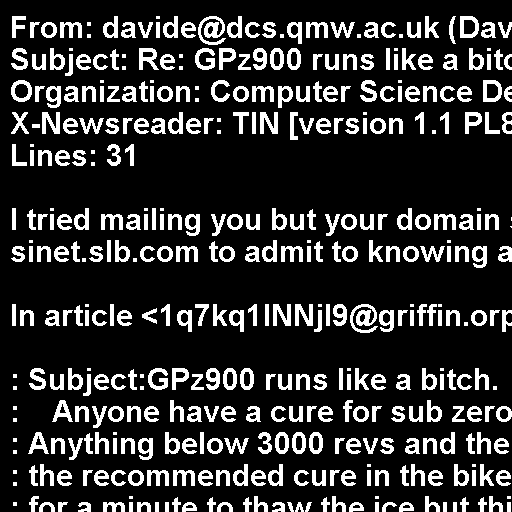 From: davide@dcs.qmw.ac.uk (Dav
Subject: Re: GPz900 runs like a bitc
Organization: Computer Science De
X-Newsreader: TIN [version 1.1 PL8
Lines: 31
I tried mailing you but your domain s
sinet.slb.com to admit to knowing a
In article <1q7kq1INNjl9@griffin.orp
: Subject:GPz900 runs like a bitch.
: Anyone have a cure for sub zero
: Anything below 3000 revs and the
: the recommended cure in the bike
: for a minute to thaw the ice but thi